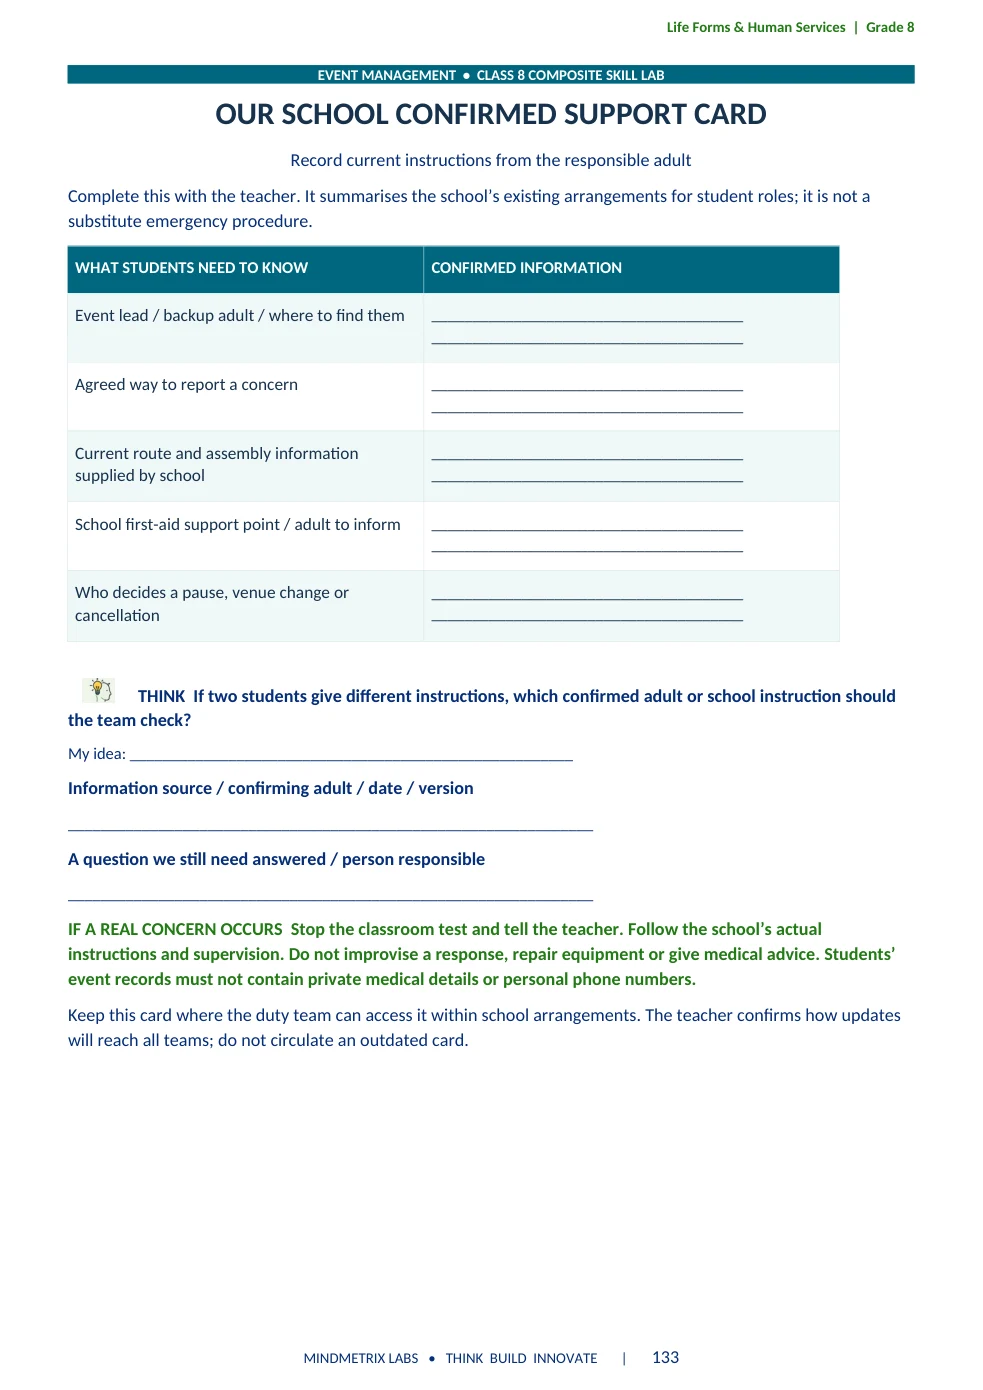 Life Forms & Human Services | Grade 8
EVENT MANAGEMENT ● CLASS 8 COMPOSITE SKILL LAB
OUR SCHOOL CONFIRMED SUPPORT CARD
Record current instructions from the responsible adult
Complete this with the teacher. It summarises the school’s existing arrangements for student roles; it is not a
substitute emergency procedure.
WHAT STUDENTS NEED TO KNOW
CONFIRMED INFORMATION
Event lead / backup adult / where to find them
Agreed way to report a concern
Current route and assembly information
supplied by school
School first-aid support point / adult to inform
Who decides a pause, venue change or
cancellation
THINK If two students give different instructions, which confirmed adult or school instruction should
the team check?
My idea: ____________________________________________________
Information source / confirming adult / date / version
A question we still need answered / person responsible
IF A REAL CONCERN OCCURS Stop the classroom test and tell the teacher. Follow the school’s actual
instructions and supervision. Do not improvise a response, repair equipment or give medical advice. Students’
event records must not contain private medical details or personal phone numbers.
Keep this card where the duty team can access it within school arrangements. The teacher confirms how updates
will reach all teams; do not circulate an outdated card.
MINDMETRIX LABS ● THINK BUILD INNOVATE | 133